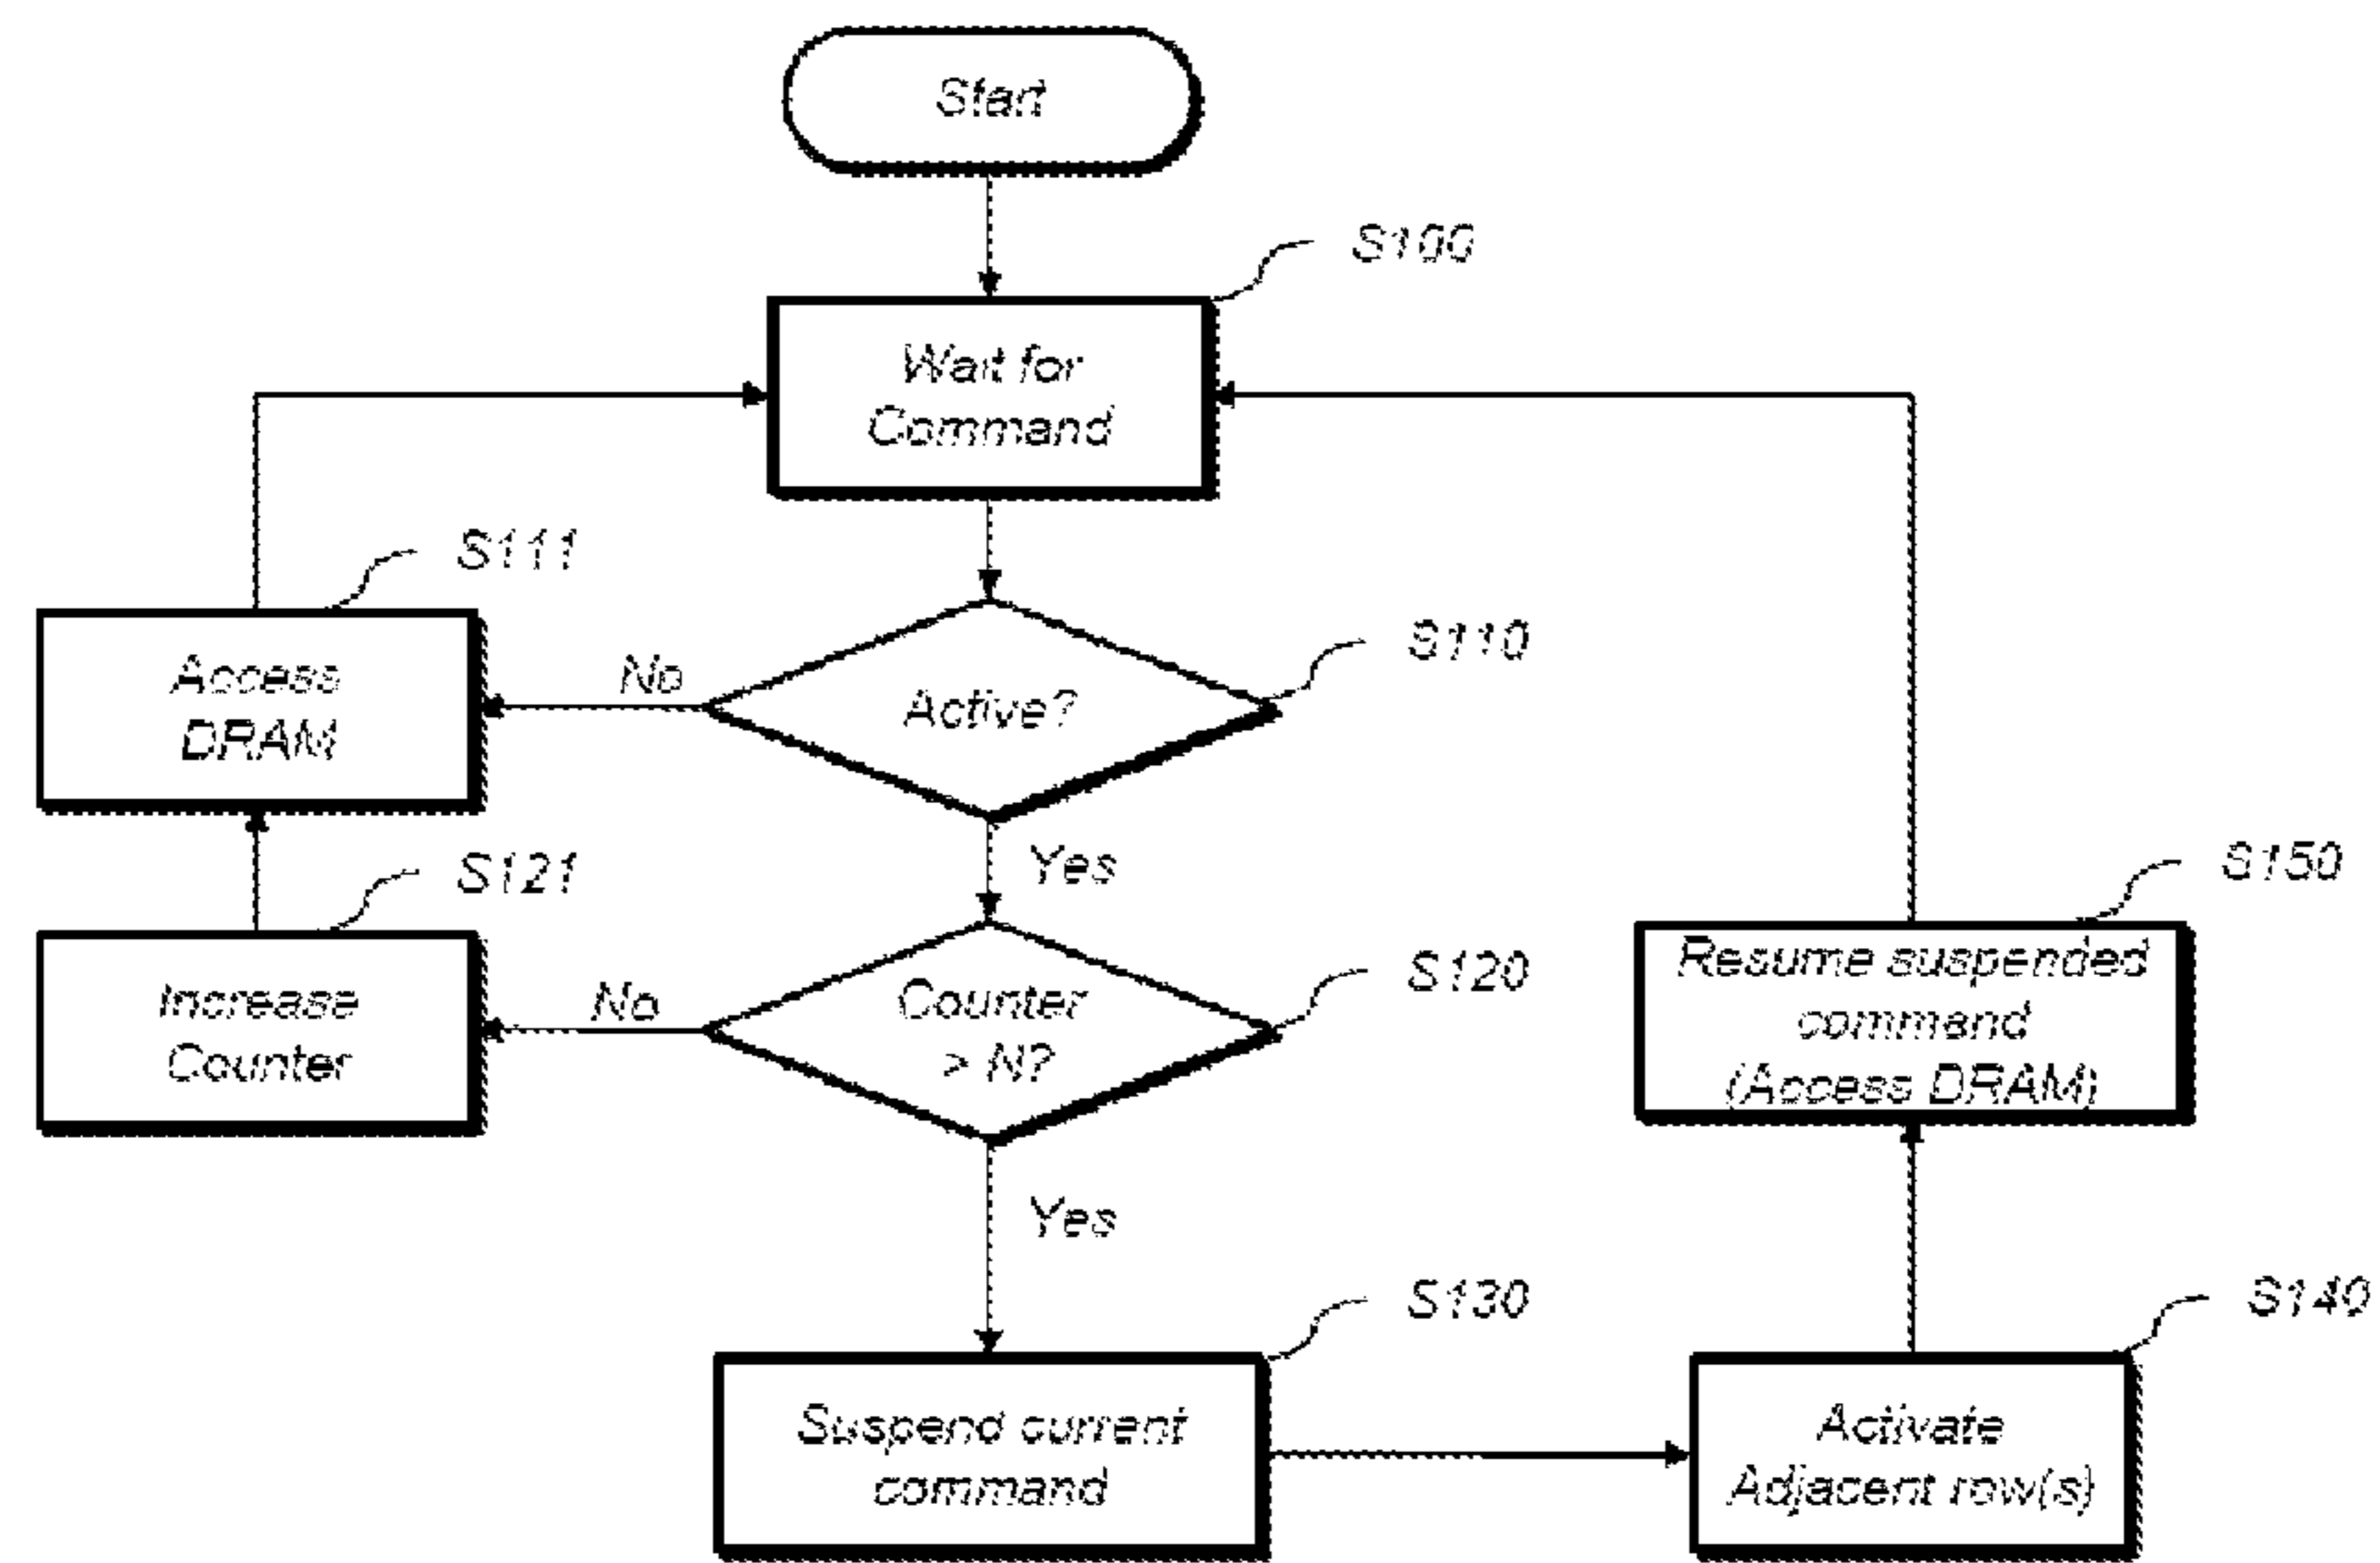 Start
S100
Wait for
Command
S111
Access
DRAM
No
Active?
S110
Yes
S121
Increase
Counter
No
Counter
> N?
S120
S150
Resume suspended
command
(Access DRAM)
Yes
S130
Suspend current
command
S140
Activate
Adjacent row(s)